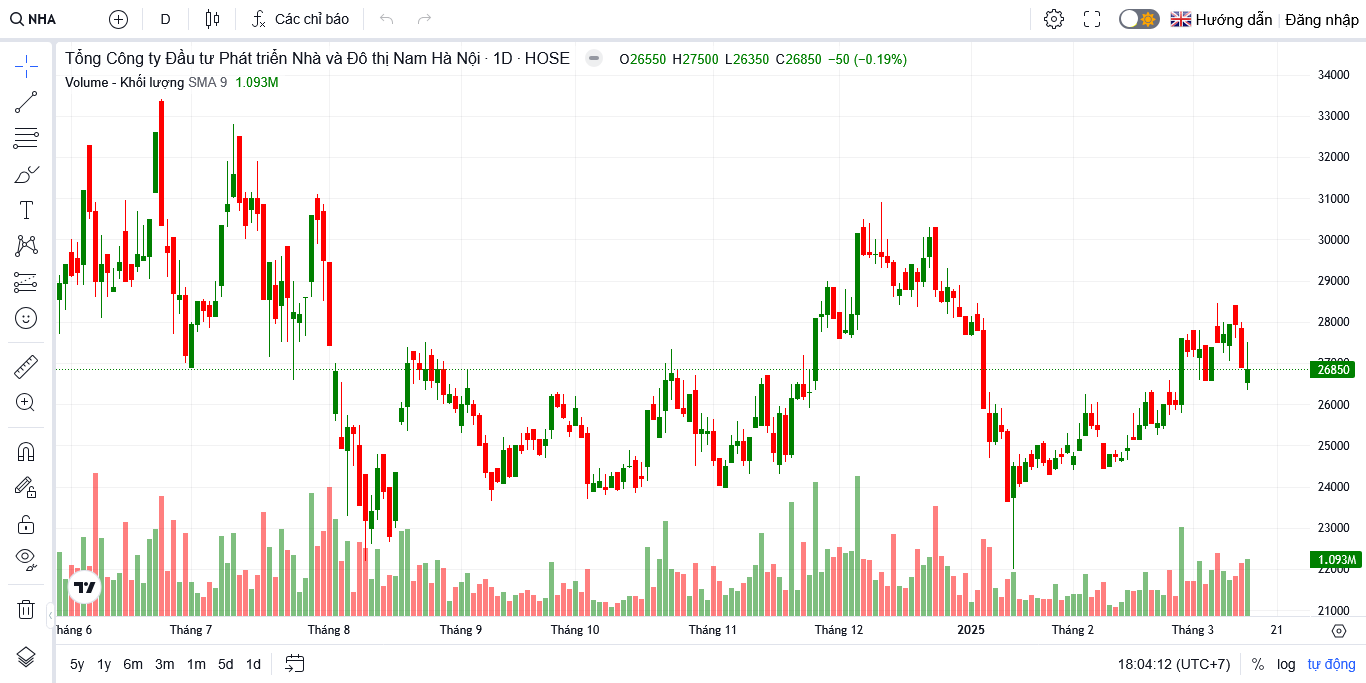 NHA D Các chỉ báo Hướng dẫn Đăng nhập
Tổng Công ty Đầu tư Phát triển Nhà và Đô thị Nam Hà Nội · 1D · HOSE O26550 H27500 L26350 C26850 −50 (−0.19%)
Volume - Khối lượng SMA 9 1.093M
34000
33000
32000
31000
30000
29000
28000
27000
26850
26000
25000
24000
23000
1.093M
22000
21000
háng 6 Tháng 7 Tháng 8 Tháng 9 Tháng 10 Tháng 11 Tháng 12 2025 Tháng 2 Tháng 3 21
5y 1y 6m 3m 1m 5d 1d 18:04:12 (UTC+7) % log tự động